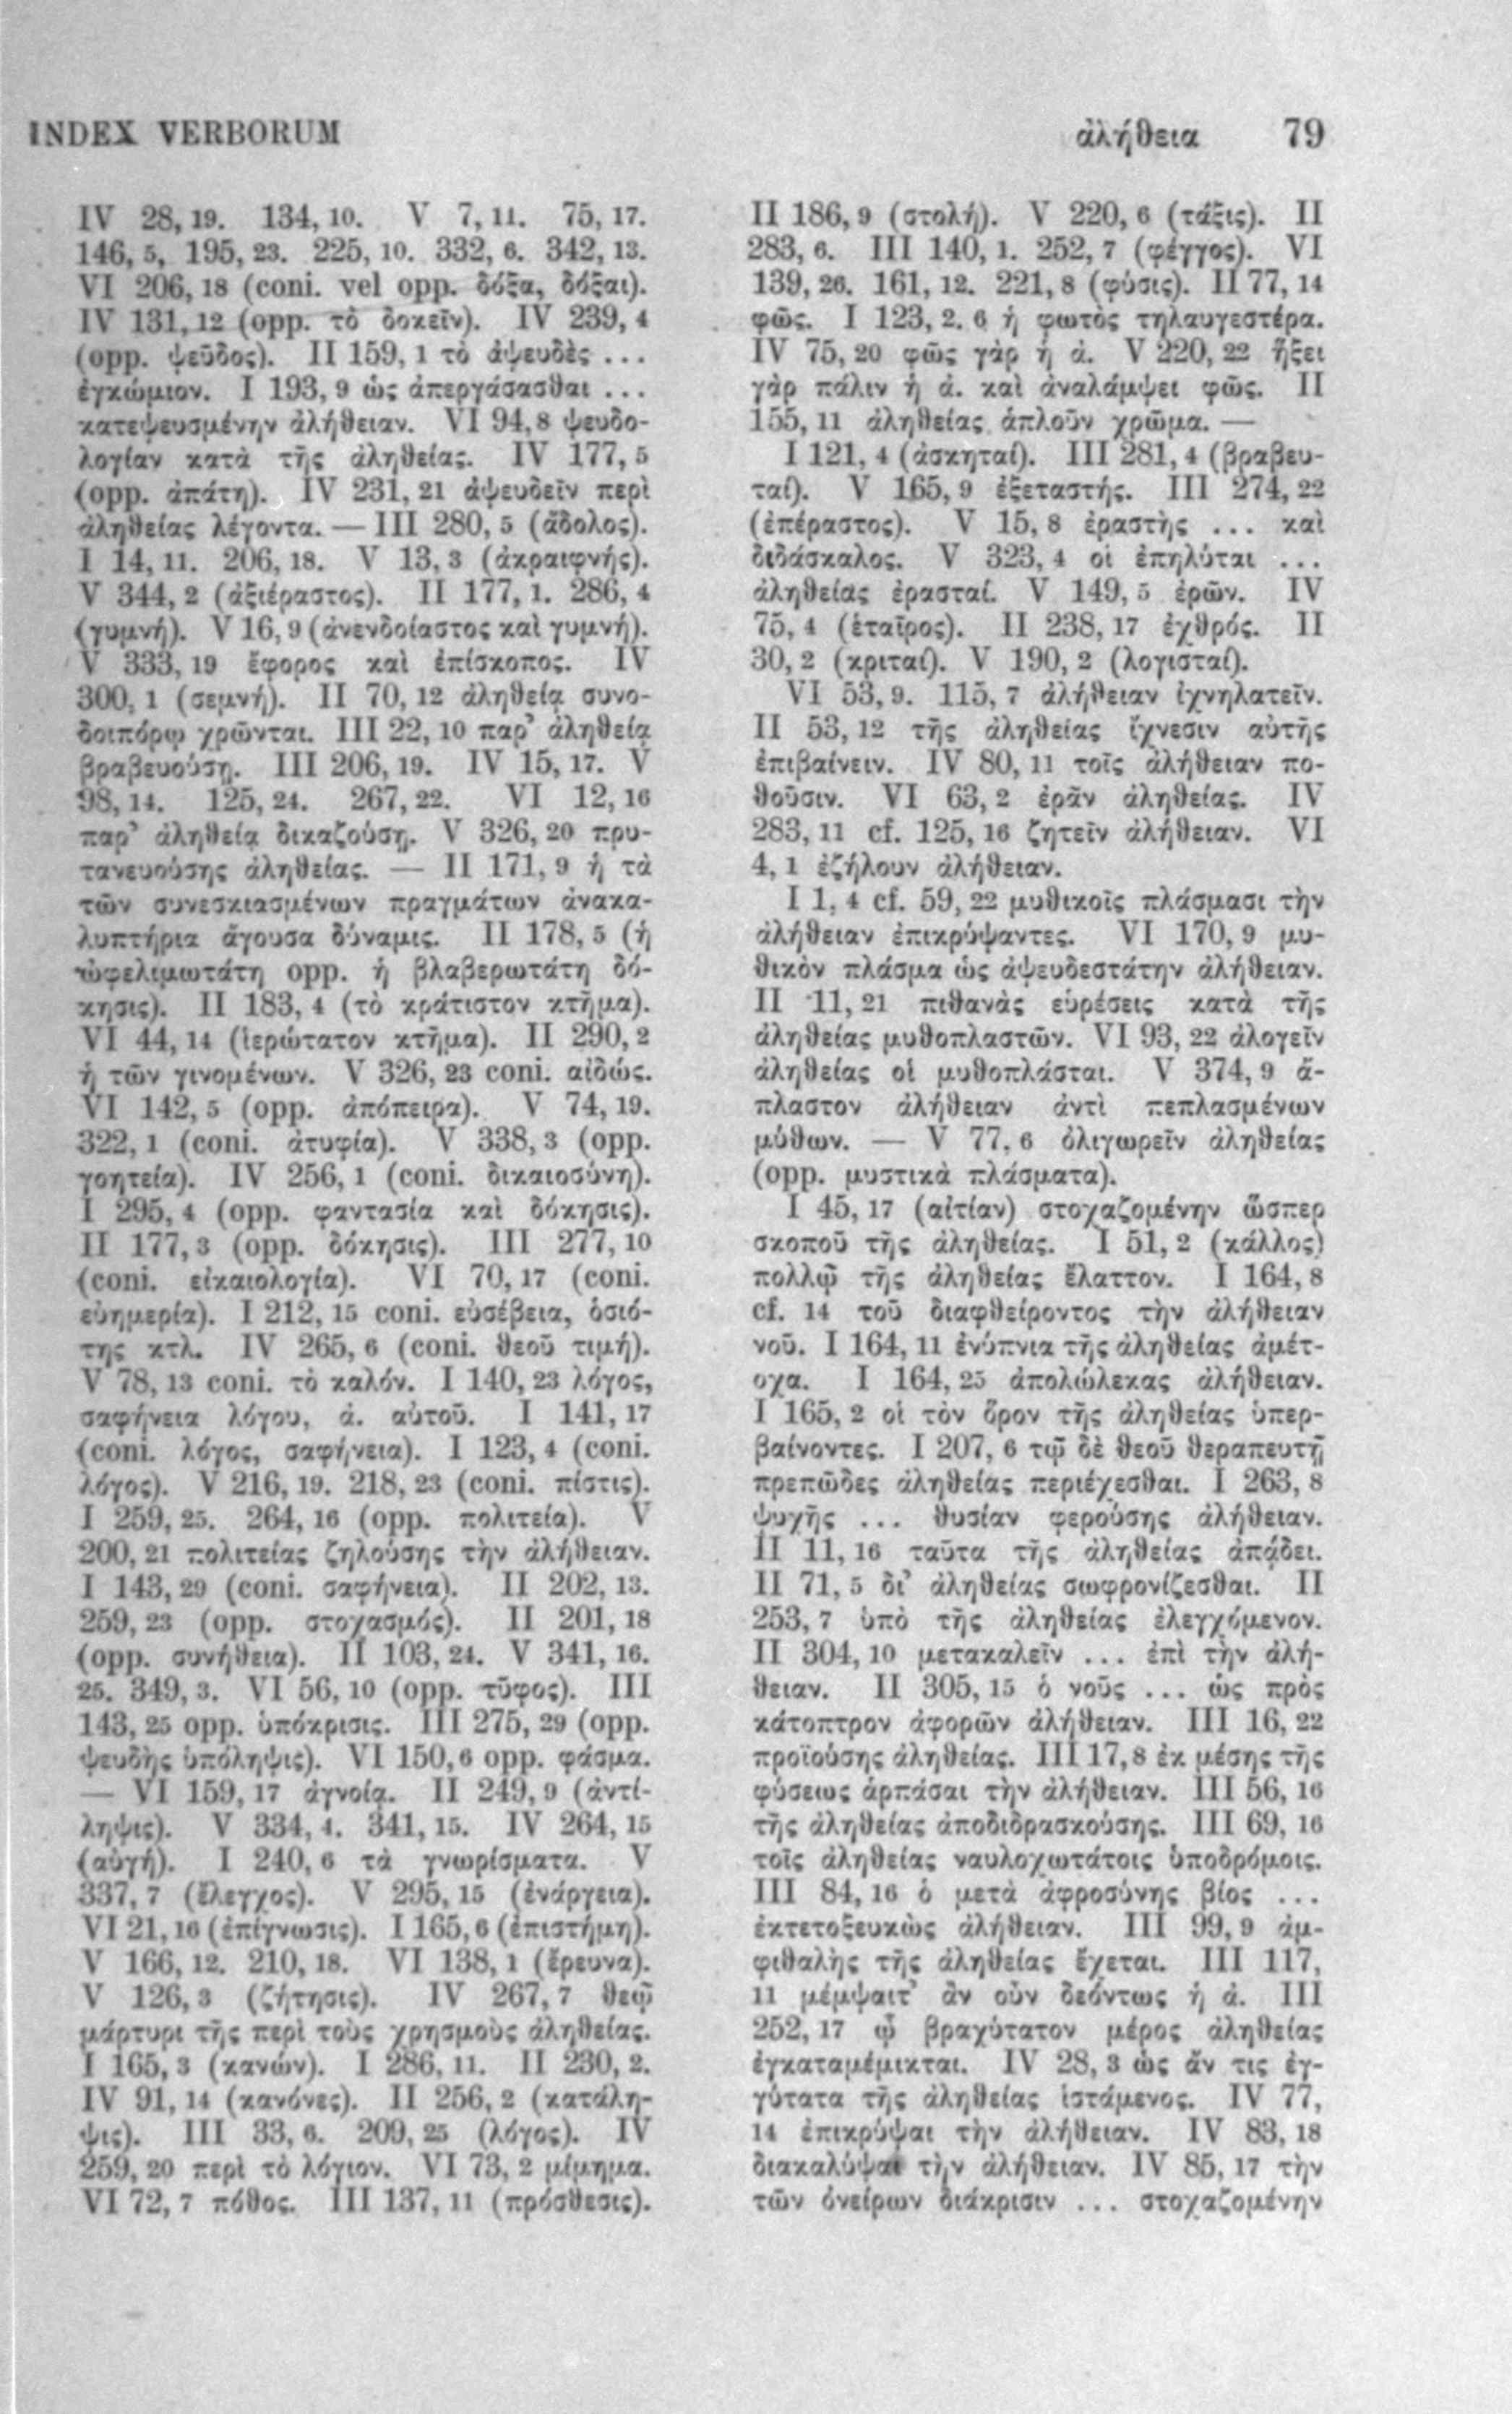 INDEX VERBORUM
ἀλήθεια 79
IV 28, 19. 134, 10. V 7, 11. 75, 17.
146, 5, 195, 23. 225, 10. 332, 6. 342, 13.
VI 206, 18 (coni. vel opp. δόξα, δόξαι).
IV 131, 12 (opp. τὸ δοκεῖν). IV 239, 4
(opp. ψεῦδος). II 159, 1 τὸ ἀψευδὲς ...
ἐγκώμιον. I 193, 9 ὡς ἀπεργάσασθαι ...
κατεψευσμένην ἀλήθειαν. VI 94, 8 ψευδο-
λογίαν κατὰ τῆς ἀληθείας. IV 177, 5
(opp. ἀπάτη). IV 231, 21 ἀψευδεῖν περὶ
ἀληθείας λέγοντα. — III 280, 5 (ἄδολος).
I 14, 11. 206, 18. V 13, 3 (ἀκραιφνής).
V 344, 2 (ἀξιέραστος). II 177, 1. 286, 4
(γυμνή). V 16, 9 (ἀνενδοίαστος καὶ γυμνή).
V 333, 19 ἔφορος καὶ ἐπίσκοπος. IV
300, 1 (σεμνή). II 70, 12 ἀληθείᾳ συνο-
δοιπόρῳ χρῶνται. III 22, 10 παρ’ ἀληθείᾳ
βραβευούσῃ. III 206, 19. IV 15, 17. V
98, 14. 125, 24. 267, 22. VI 12, 16
παρ’ ἀληθείᾳ δικαζούσῃ. V 326, 20 πρυ-
τανευούσης ἀληθείας. — II 171, 9 ἡ τὰ
τῶν συνεσκιασμένων πραγμάτων ἀνακα-
λυπτήρια ἄγουσα δύναμις. II 178, 5 (ἡ
ὠφελιμωτάτη opp. ἡ βλαβερωτάτη δό-
κησις). II 183, 4 (τὸ κράτιστον κτῆμα).
VI 44, 14 (ἱερώτατον κτῆμα). II 290, 2
ἡ τῶν γινομένων. V 326, 23 coni. αἰδώς.
VI 142, 5 (opp. ἀπόπειρα). V 74, 19.
322, 1 (coni. ἀτυφία). V 338, 3 (opp.
γοητεία). IV 256, 1 (coni. δικαιοσύνη).
I 295, 4 (opp. φαντασία καὶ δόκησις).
II 177, 3 (opp. δόκησις). III 277, 10
(coni. εἰκαιολογία). VI 70, 17 (coni.
εὐημερία). I 212, 15 coni. εὐσέβεια, ὁσιό-
της κτλ. IV 265, 6 (coni. θεοῦ τιμή).
V 78, 13 coni. τὸ καλόν. I 140, 23 λόγος,
σαφήνεια λόγου, ἀ. αὐτοῦ. I 141, 17
(coni. λόγος, σαφήνεια). I 123, 4 (coni.
λόγος). V 216, 19. 218, 23 (coni. πίστις).
I 259, 25. 264, 16 (opp. πολιτεία). V
200, 21 πολιτείας ζηλούσης τὴν ἀλήθειαν.
I 143, 29 (coni. σαφήνεια). II 202, 13.
259, 23 (opp. στοχασμός). II 201, 18
(opp. συνήθεια). II 103, 24. V 341, 16.
25. 349, 3. VI 56, 10 (opp. τῦφος). III
143, 25 opp. ὑπόκρισις. III 275, 29 (opp.
ψευδὴς ὑπόληψις). VI 150, 6 opp. φάσμα.
— VI 159, 17 ἀγνοίᾳ. II 249, 9 (ἀντί-
ληψις). V 334, 4. 341, 15. IV 264, 15
(αὐγή). I 240, 6 τὰ γνωρίσματα. V
337, 7 (ἔλεγχος). V 295, 15 (ἐνάργεια).
VI 21, 16 (ἐπίγνωσις). I 165, 6 (ἐπιστήμη).
V 166, 12. 210, 18. VI 138, 1 (ἔρευνα).
V 126, 3 (ζήτησις). IV 267, 7 θεῷ
μάρτυρι τῆς περὶ τοὺς χρησμοὺς ἀληθείας.
I 165, 3 (κανών). I 286, 11. II 230, 2.
IV 91, 14 (κανόνες). II 256, 2 (κατάλη-
ψις). III 33, 6. 209, 25 (λόγος). IV
259, 20 περὶ τὸ λόγιον. VI 73, 2 μίμημα.
VI 72, 7 πόθος. III 137, 11 (πρόσθεσις).
II 186, 9 (στολή). V 220, 6 (τάξις). II
283, 6. III 140, 1. 252, 7 (φέγγος). VI
139, 26. 161, 12. 221, 8 (φύσις). II 77, 14
φῶς. I 123, 2. 6 ἡ φωτὸς τηλαυγεστέρα.
IV 75, 20 φῶς γὰρ ἡ ἀ. V 220, 22 ἥξει
γὰρ πάλιν ἡ ἀ. καὶ ἀναλάμψει φῶς. II
155, 11 ἀληθείας ἁπλοῦν χρῶμα. —
I 121, 4 (ἀσκηταί). III 281, 4 (βραβευ-
ταί). V 165, 9 ἐξεταστής. III 274, 22
(ἐπέραστος). V 15, 8 ἐραστὴς ... καὶ
διδάσκαλος. V 323, 4 οἱ ἐπηλύται ...
ἀληθείας ἐρασταί. V 149, 5 ἐρῶν. IV
75, 4 (ἑταῖρος). II 238, 17 ἐχθρός. II
30, 2 (κριταί). V 190, 2 (λογισταί).
VI 53, 9. 115, 7 ἀλήθειαν ἰχνηλατεῖν.
II 53, 12 τῆς ἀληθείας ἴχνεσιν αὐτῆς
ἐπιβαίνειν. IV 80, 11 τοῖς ἀλήθειαν πο-
θοῦσιν. VI 63, 2 ἐρᾶν ἀληθείας. IV
283, 11 cf. 125, 16 ζητεῖν ἀλήθειαν. VI
4, 1 ἐζήλουν ἀλήθειαν.
I 1, 4 cf. 59, 22 μυθικοῖς πλάσμασι τὴν
ἀλήθειαν ἐπικρύψαντες. VI 170, 9 μυ-
θικὸν πλάσμα ὡς ἀψευδεστάτην ἀλήθειαν.
II 11, 21 πιθανὰς εὑρέσεις κατὰ τῆς
ἀληθείας μυθοπλαστῶν. VI 93, 22 ἀλογεῖν
ἀληθείας οἱ μυθοπλάσται. V 374, 9 ἄ-
πλαστον ἀλήθειαν ἀντὶ πεπλασμένων
μύθων. — V 77, 6 ὀλιγωρεῖν ἀληθείας
(opp. μυστικὰ πλάσματα).
I 45, 17 (αἰτίαν) στοχαζομένην ὥσπερ
σκοποῦ τῆς ἀληθείας. I 51, 2 (κάλλος)
πολλῷ τῆς ἀληθείας ἔλαττον. I 164, 8
cf. 14 τοῦ διαφθείροντος τὴν ἀλήθειαν
νοῦ. I 164, 11 ἐνύπνια τῆς ἀληθείας ἀμέτ-
οχα. I 164, 25 ἀπολώλεκας ἀλήθειαν.
I 165, 2 οἱ τὸν ὅρον τῆς ἀληθείας ὑπερ-
βαίνοντες. I 207, 6 τῷ δὲ θεοῦ θεραπευτῇ
πρεπῶδες ἀληθείας περιέχεσθαι. I 263, 8
ψυχῆς ... θυσίαν φερούσης ἀλήθειαν.
II 11, 16 ταῦτα τῆς ἀληθείας ἀπᾴδει.
II 71, 5 δι’ ἀληθείας σωφρονίζεσθαι. II
253, 7 ὑπὸ τῆς ἀληθείας ἐλεγχόμενον.
II 304, 10 μετακαλεῖν ... ἐπὶ τὴν ἀλή-
θειαν. II 305, 15 ὁ νοῦς ... ὡς πρὸς
κάτοπτρον ἀφορῶν ἀλήθειαν. III 16, 22
προϊούσης ἀληθείας. III 17, 8 ἐκ μέσης τῆς
φύσεως ἁρπάσαι τὴν ἀλήθειαν. III 56, 16
τῆς ἀληθείας ἀποδιδρασκούσης. III 69, 16
τοῖς ἀληθείας ναυλοχωτάτοις ὑποδρόμοις.
III 84, 16 ὁ μετὰ ἀφροσύνης βίος ...
ἐκτετοξευκὼς ἀλήθειαν. III 99, 9 ἀμ-
φιθαλὴς τῆς ἀληθείας ἔχεται. III 117,
11 μέμψαιτ’ ἂν οὖν δεόντως ἡ ἀ. III
252, 17 ᾧ βραχύτατον μέρος ἀληθείας
ἐγκαταμέμικται. IV 28, 3 ὡς ἄν τις ἐγ-
γύτατα τῆς ἀληθείας ἱστάμενος. IV 77,
14 ἐπικρύψαι τὴν ἀλήθειαν. IV 83, 18
διακαλύψαι τὴν ἀλήθειαν. IV 85, 17 τὴν
τῶν ὀνείρων διάκρισιν ... στοχαζομένην